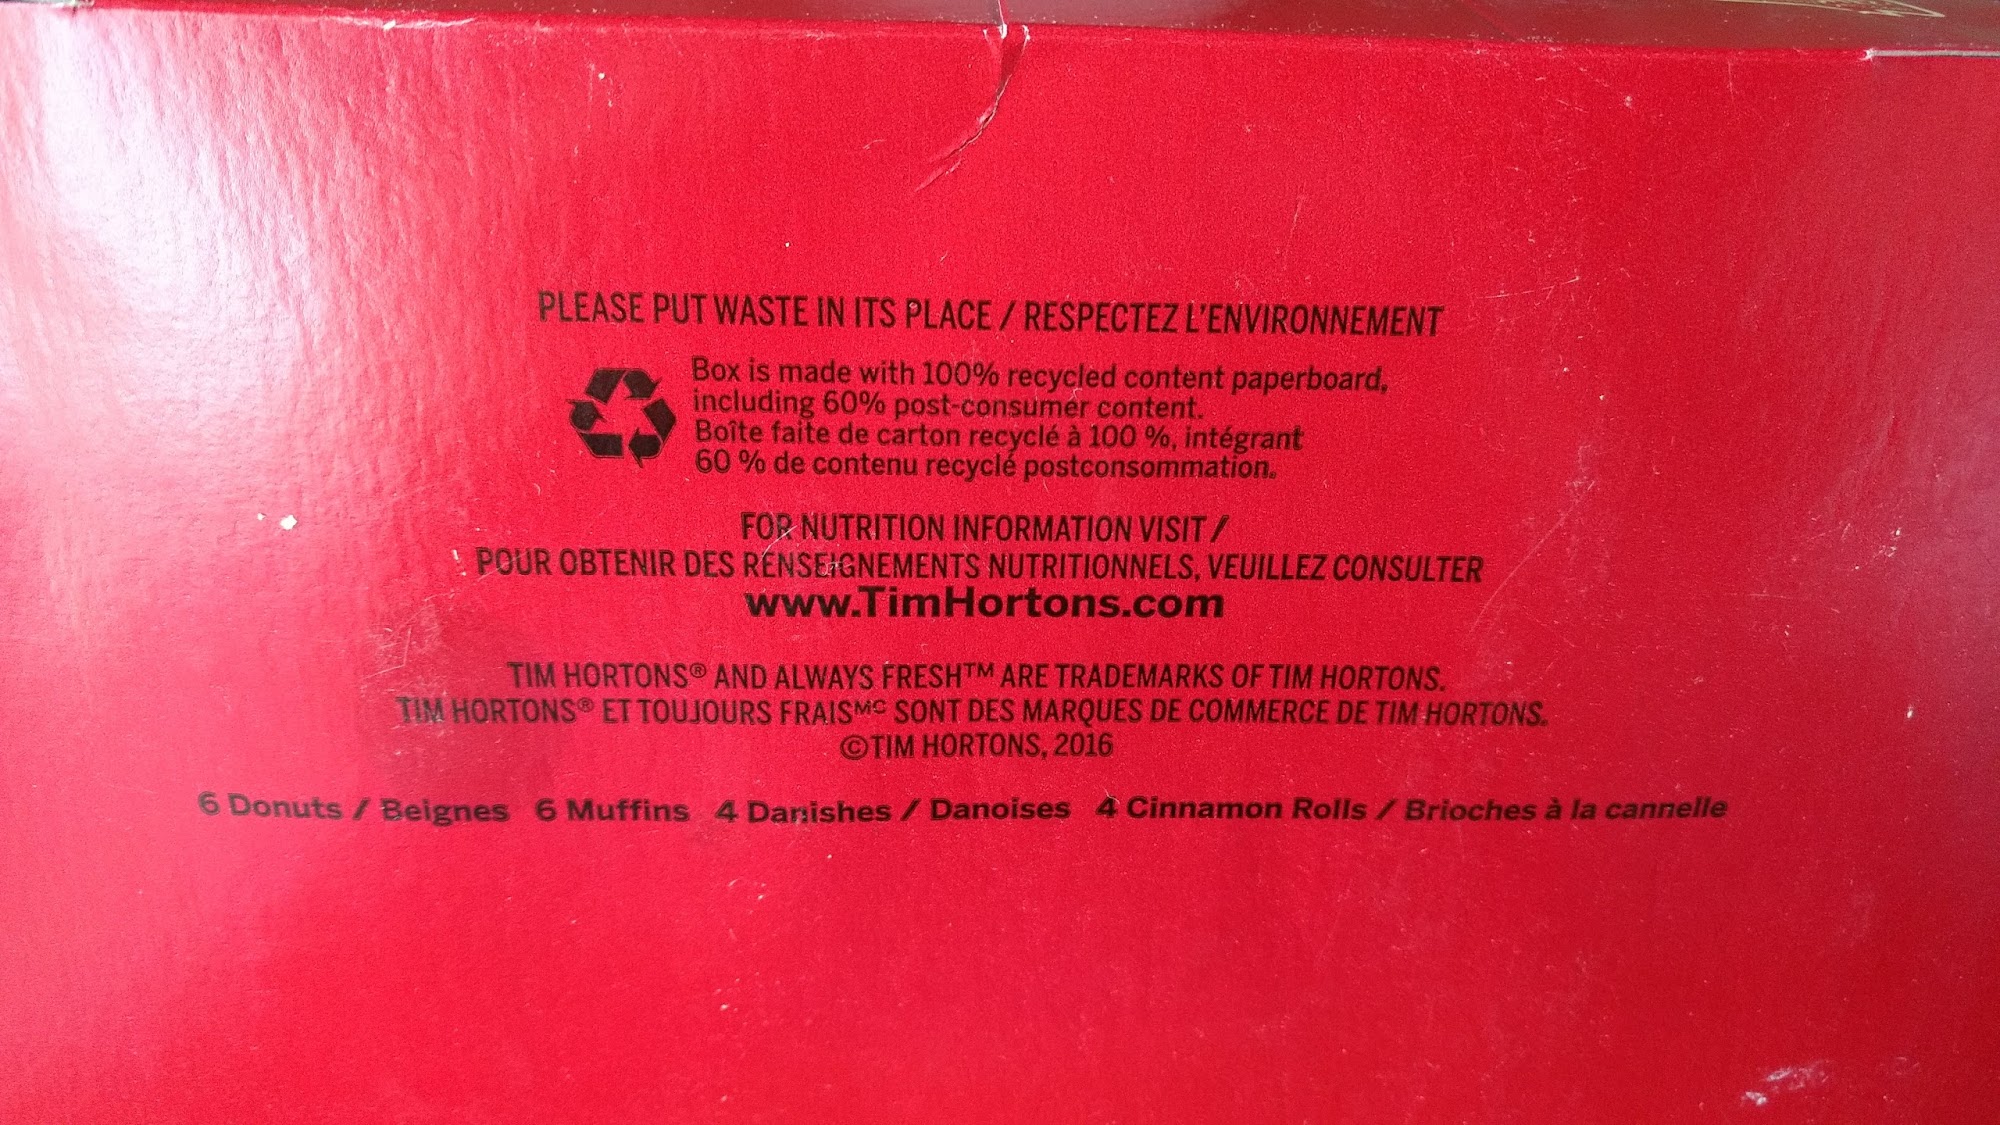 PLEASE PUT WASTE IN ITS PLACE / RESPECTEZ L'ENVIRONNEMENT
Box is made with 100% recycled content paperboard,
including 60% post-consumer content.
Boîte faite de carton recyclé à 100 %, intégrant
60 % de contenu recyclé postconsommation.
FOR NUTRITION INFORMATION VISIT /
POUR OBTENIR DES RENSEIGNEMENTS NUTRITIONNELS, VEUILLEZ CONSULTER
www.TimHortons.com
TIM HORTONS® AND ALWAYS FRESH™ ARE TRADEMARKS OF TIM HORTONS.
TIM HORTONS® ET TOUJOURS FRAISᴹᶜ SONT DES MARQUES DE COMMERCE DE TIM HORTONS.
©TIM HORTONS, 2016
6 Donuts / Beignes 6 Muffins 4 Danishes / Danoises 4 Cinnamon Rolls / Brioches à la cannelle